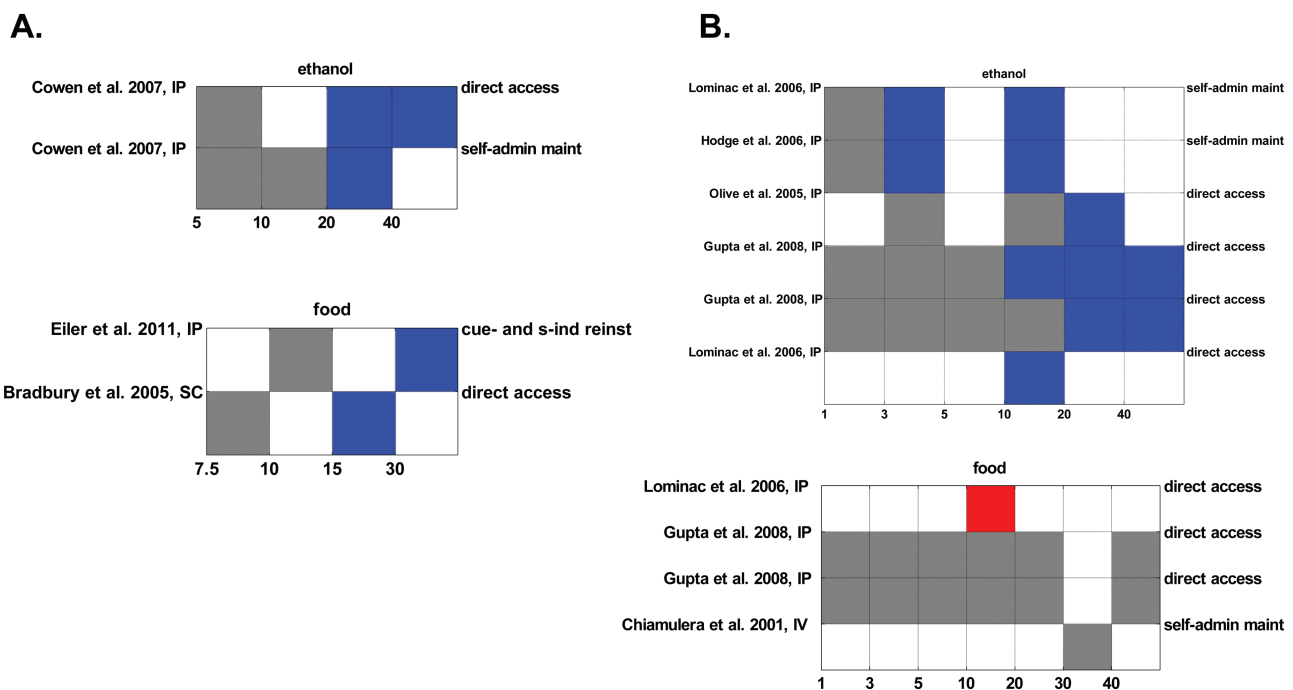 A.
ethanol
Cowen et al. 2007, IP direct access
Cowen et al. 2007, IP self-admin maint
5 10 20 40
food
Eiler et al. 2011, IP cue- and s-ind reinst
Bradbury et al. 2005, SC direct access
7.5 10 15 30
B.
ethanol
Lominac et al. 2006, IP self-admin maint
Hodge et al. 2006, IP self-admin maint
Olive et al. 2005, IP direct access
Gupta et al. 2008, IP direct access
Gupta et al. 2008, IP direct access
Lominac et al. 2006, IP direct access
1 3 5 10 20 40
food
Lominac et al. 2006, IP direct access
Gupta et al. 2008, IP direct access
Gupta et al. 2008, IP direct access
Chiamulera et al. 2001, IV self-admin maint
1 3 5 10 20 30 40